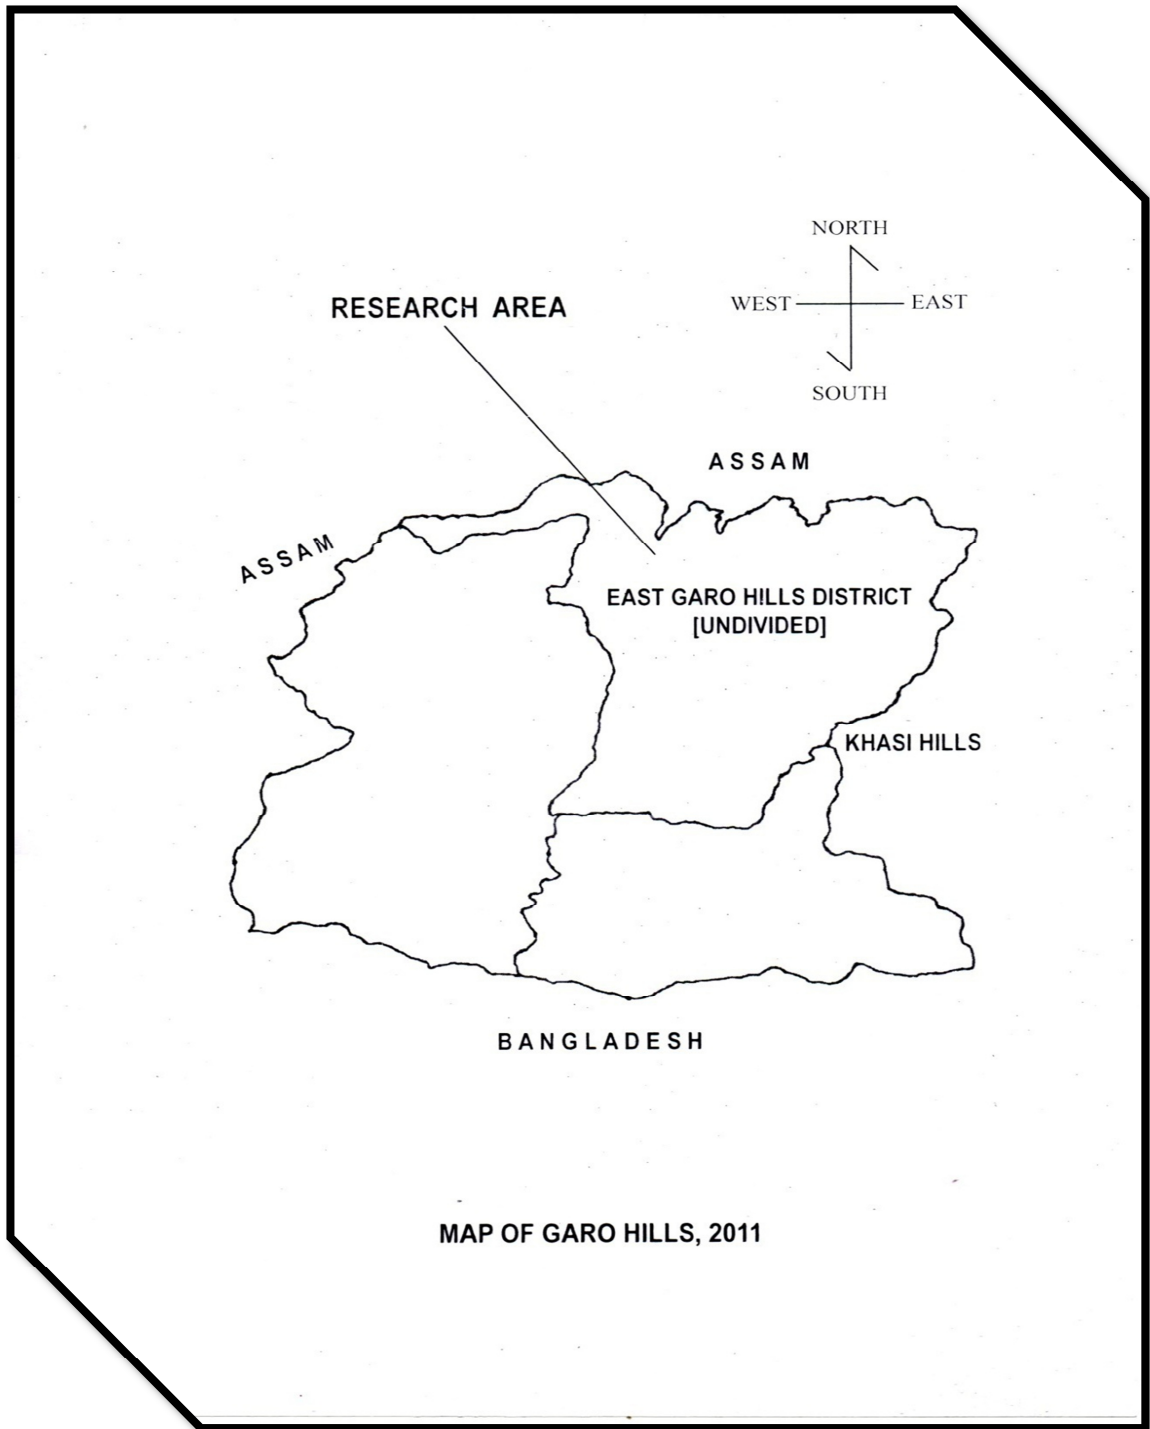 NORTH
RESEARCH AREA
WEST EAST
SOUTH
ASSAM
ASSAM
EAST GARO HILLS DISTRICT
[UNDIVIDED]
KHASI HILLS
BANGLADESH
MAP OF GARO HILLS, 2011